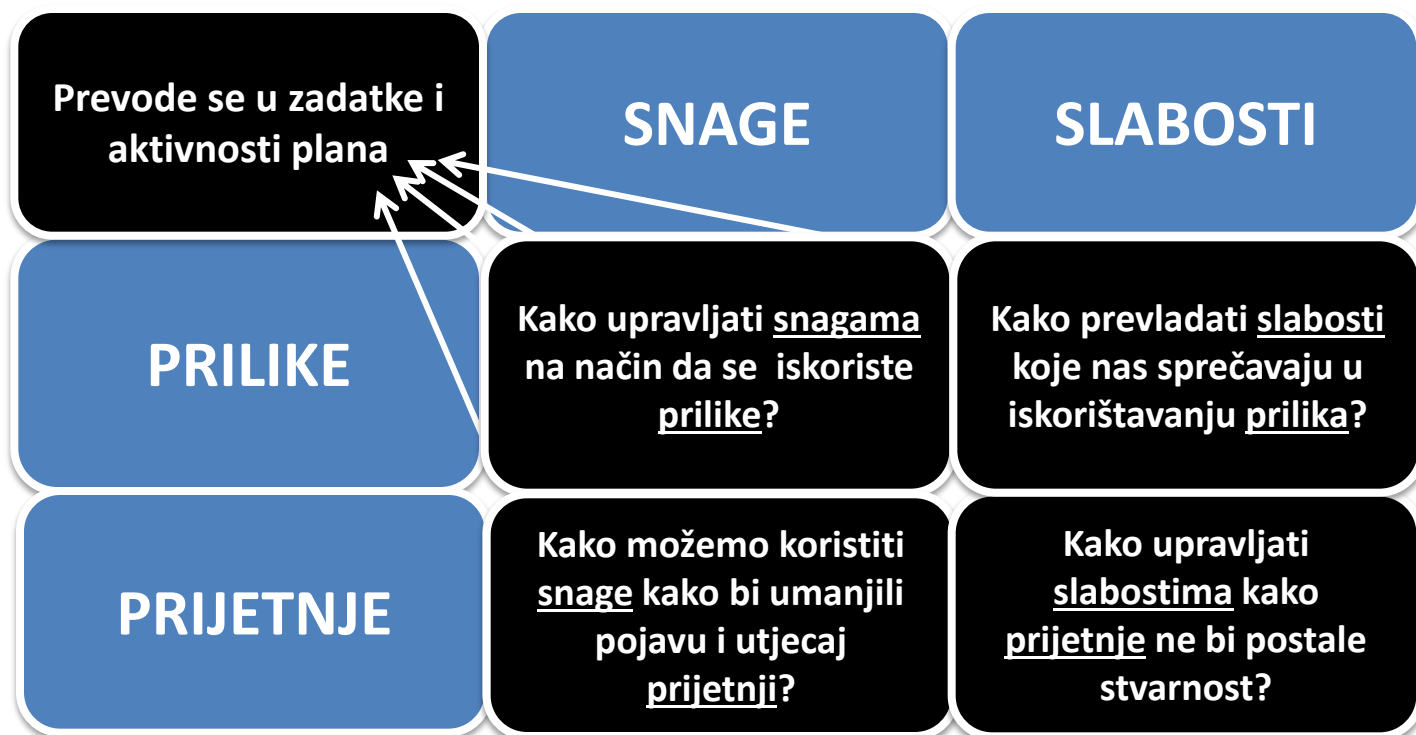 Prevode se u zadatke i
aktivnosti plana
SNAGE
SLABOSTI
PRILIKE
Kako upravljati snagama
na način da se  iskoriste
prilike?
Kako prevladati slabosti
koje nas sprečavaju u
iskorištavanju prilika?
PRIJETNJE
Kako možemo koristiti
snage kako bi umanjili
pojavu i utjecaj
prijetnji?
Kako upravljati
slabostima kako
prijetnje ne bi postale
stvarnost?